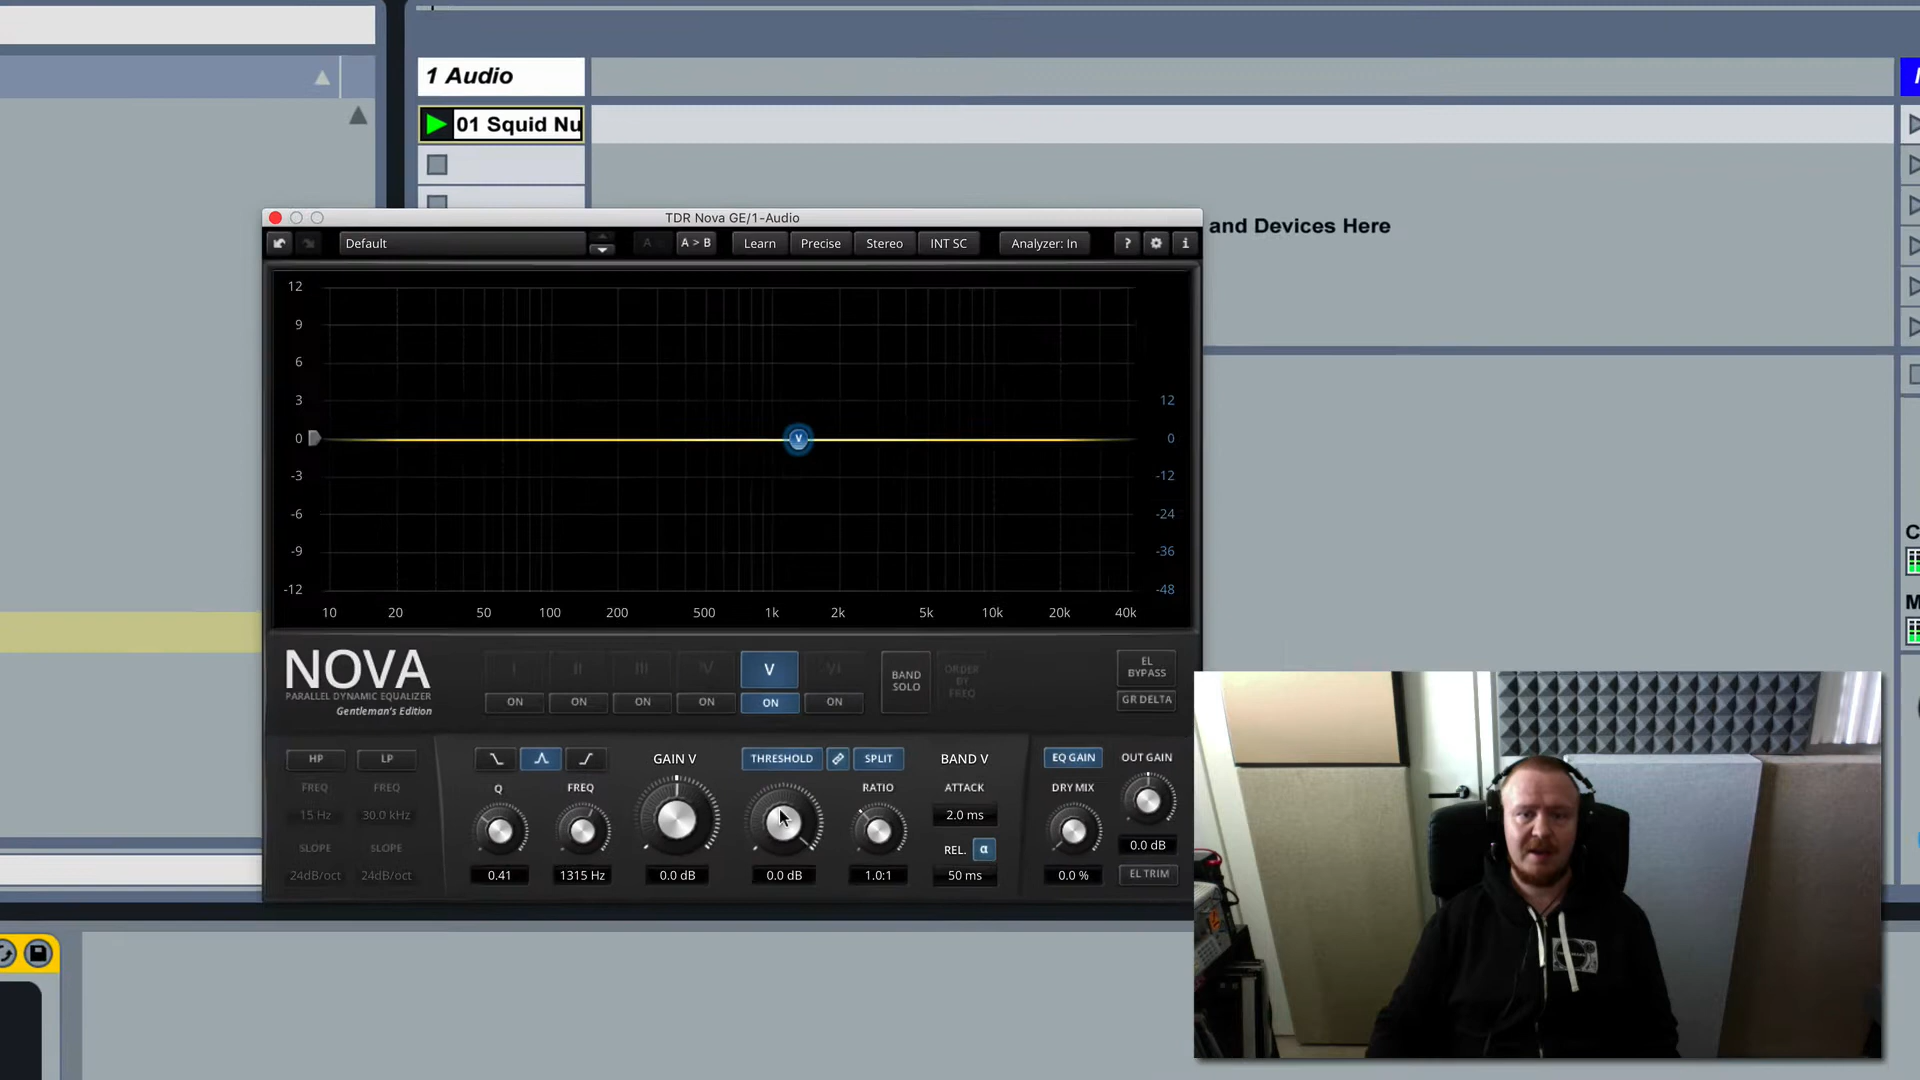 1 Audio
01 Squid Nu
and Devices Here
TDR Nova GE/1-Audio
Default
A
A > B
Learn
Precise
Stereo
INT SC
Analyzer: In
?
i
12
9
6
3
0
-3
-6
-9
-12
V
12
0
-12
-24
-36
-48
10
20
50
100
200
500
1k
2k
5k
10k
20k
40k
NOVA
PARALLEL DYNAMIC EQUALIZER
Gentleman's Edition
I
II
III
IV
V
VI
ON
ON
ON
ON
ON
ON
BAND
SOLO
ORDER
BY
FREQ
EL
BYPASS
GR DELTA
HP
LP
FREQ
FREQ
15 Hz
30.0 kHz
SLOPE
SLOPE
24dB/oct
24dB/oct
Q
0.41
FREQ
1315 Hz
GAIN V
0.0 dB
THRESHOLD
0.0 dB
SPLIT
RATIO
1.0:1
BAND V
ATTACK
2.0 ms
REL.
α
50 ms
EQ GAIN
DRY MIX
0.0 %
OUT GAIN
0.0 dB
EL TRIM
C
M